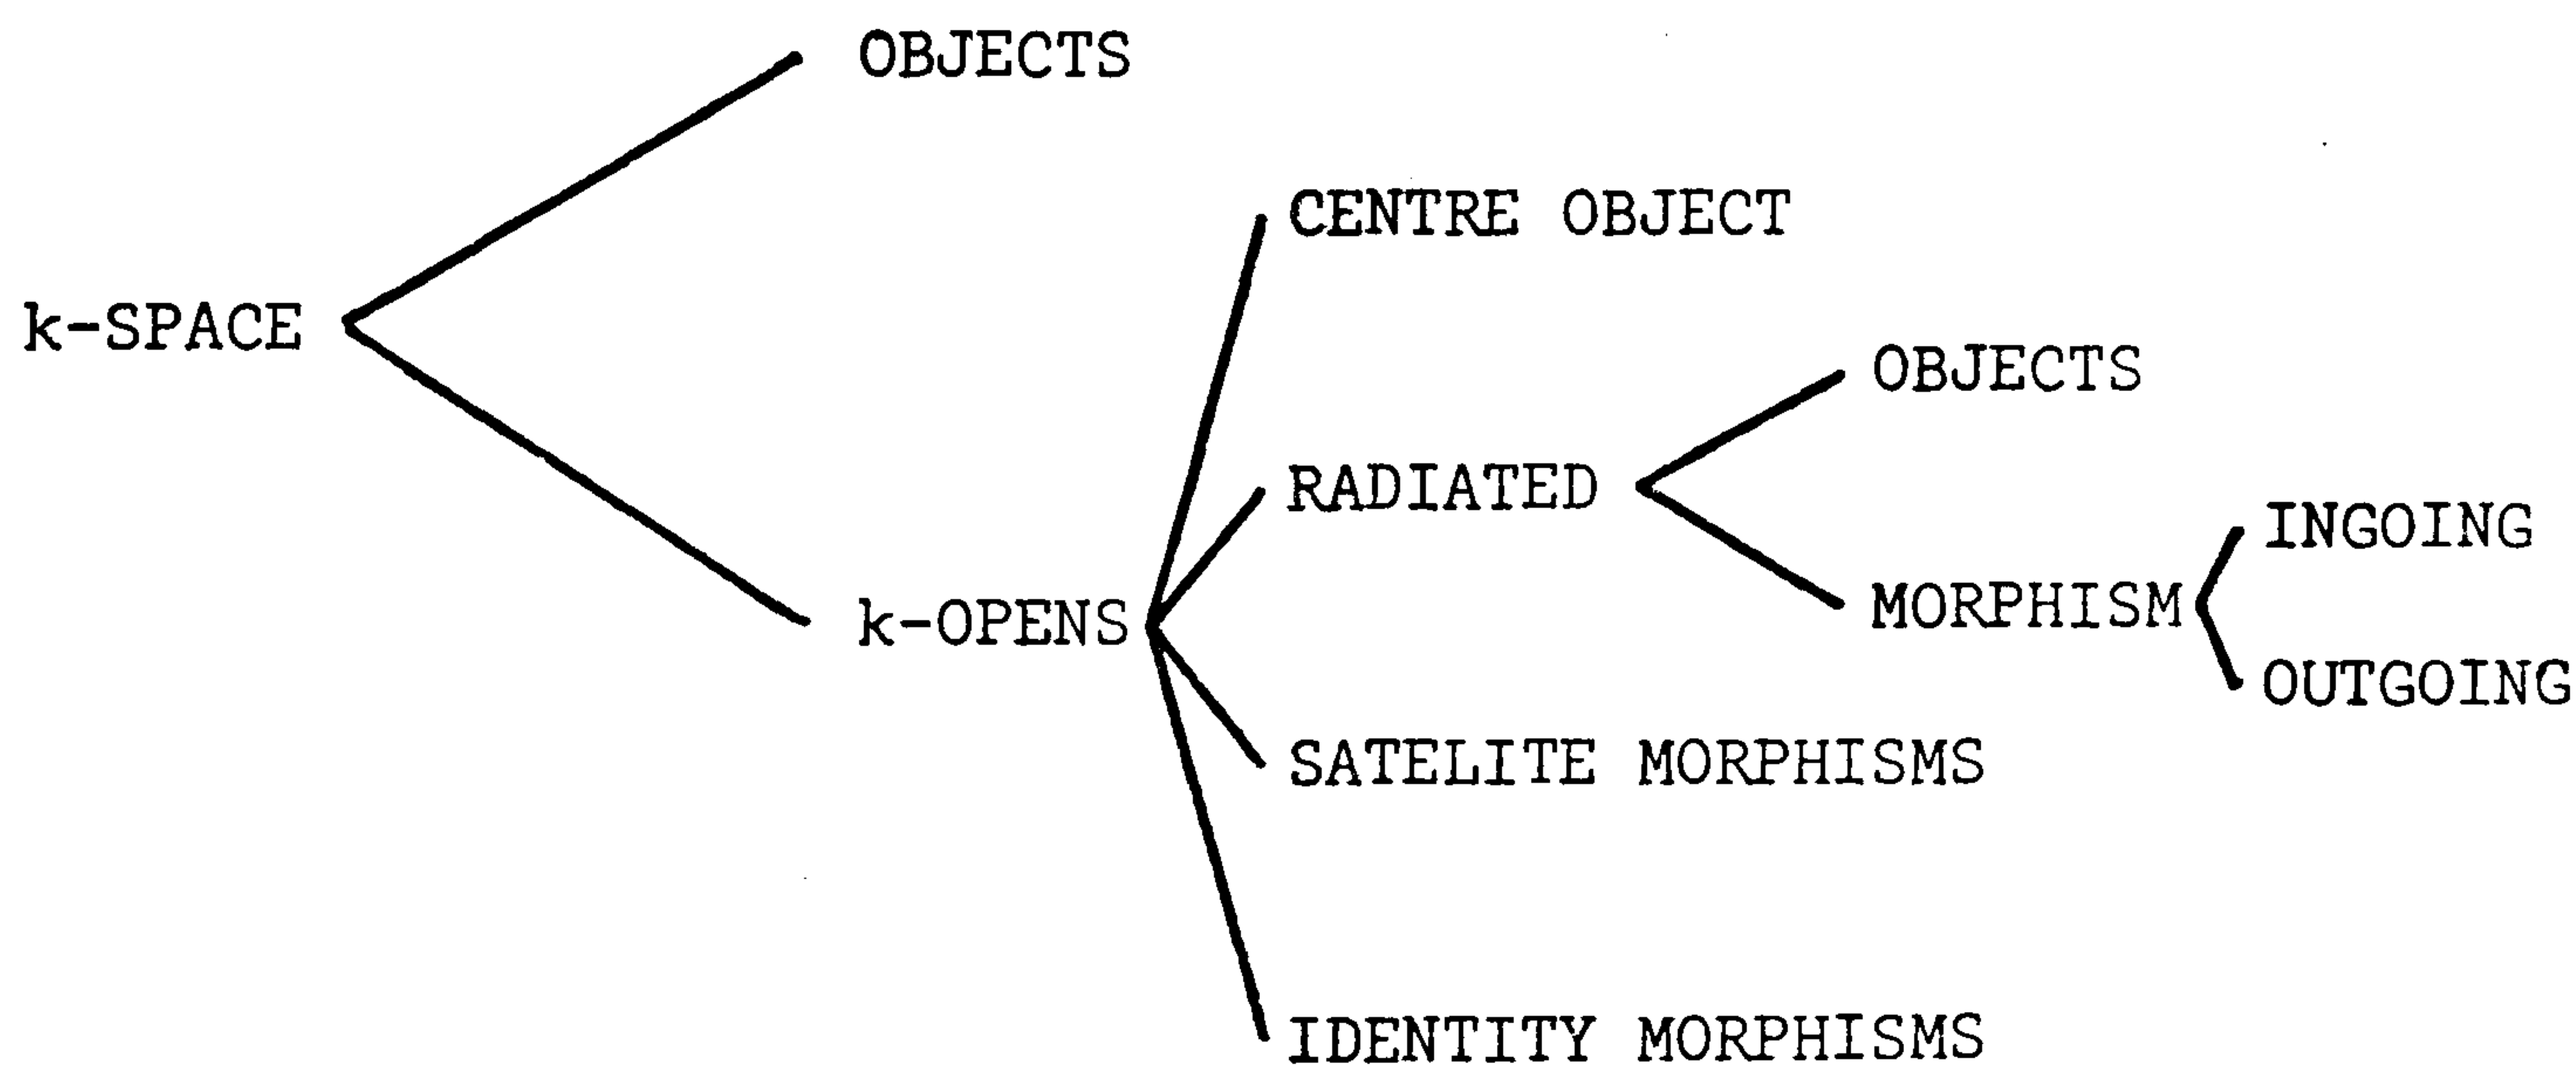 OBJECTS
CENTRE OBJECT
k-SPACE
OBJECTS
RADIATED
INGOING
MORPHISM
k-OPENS
OUTGOING
SATELITE MORPHISMS
IDENTITY MORPHISMS